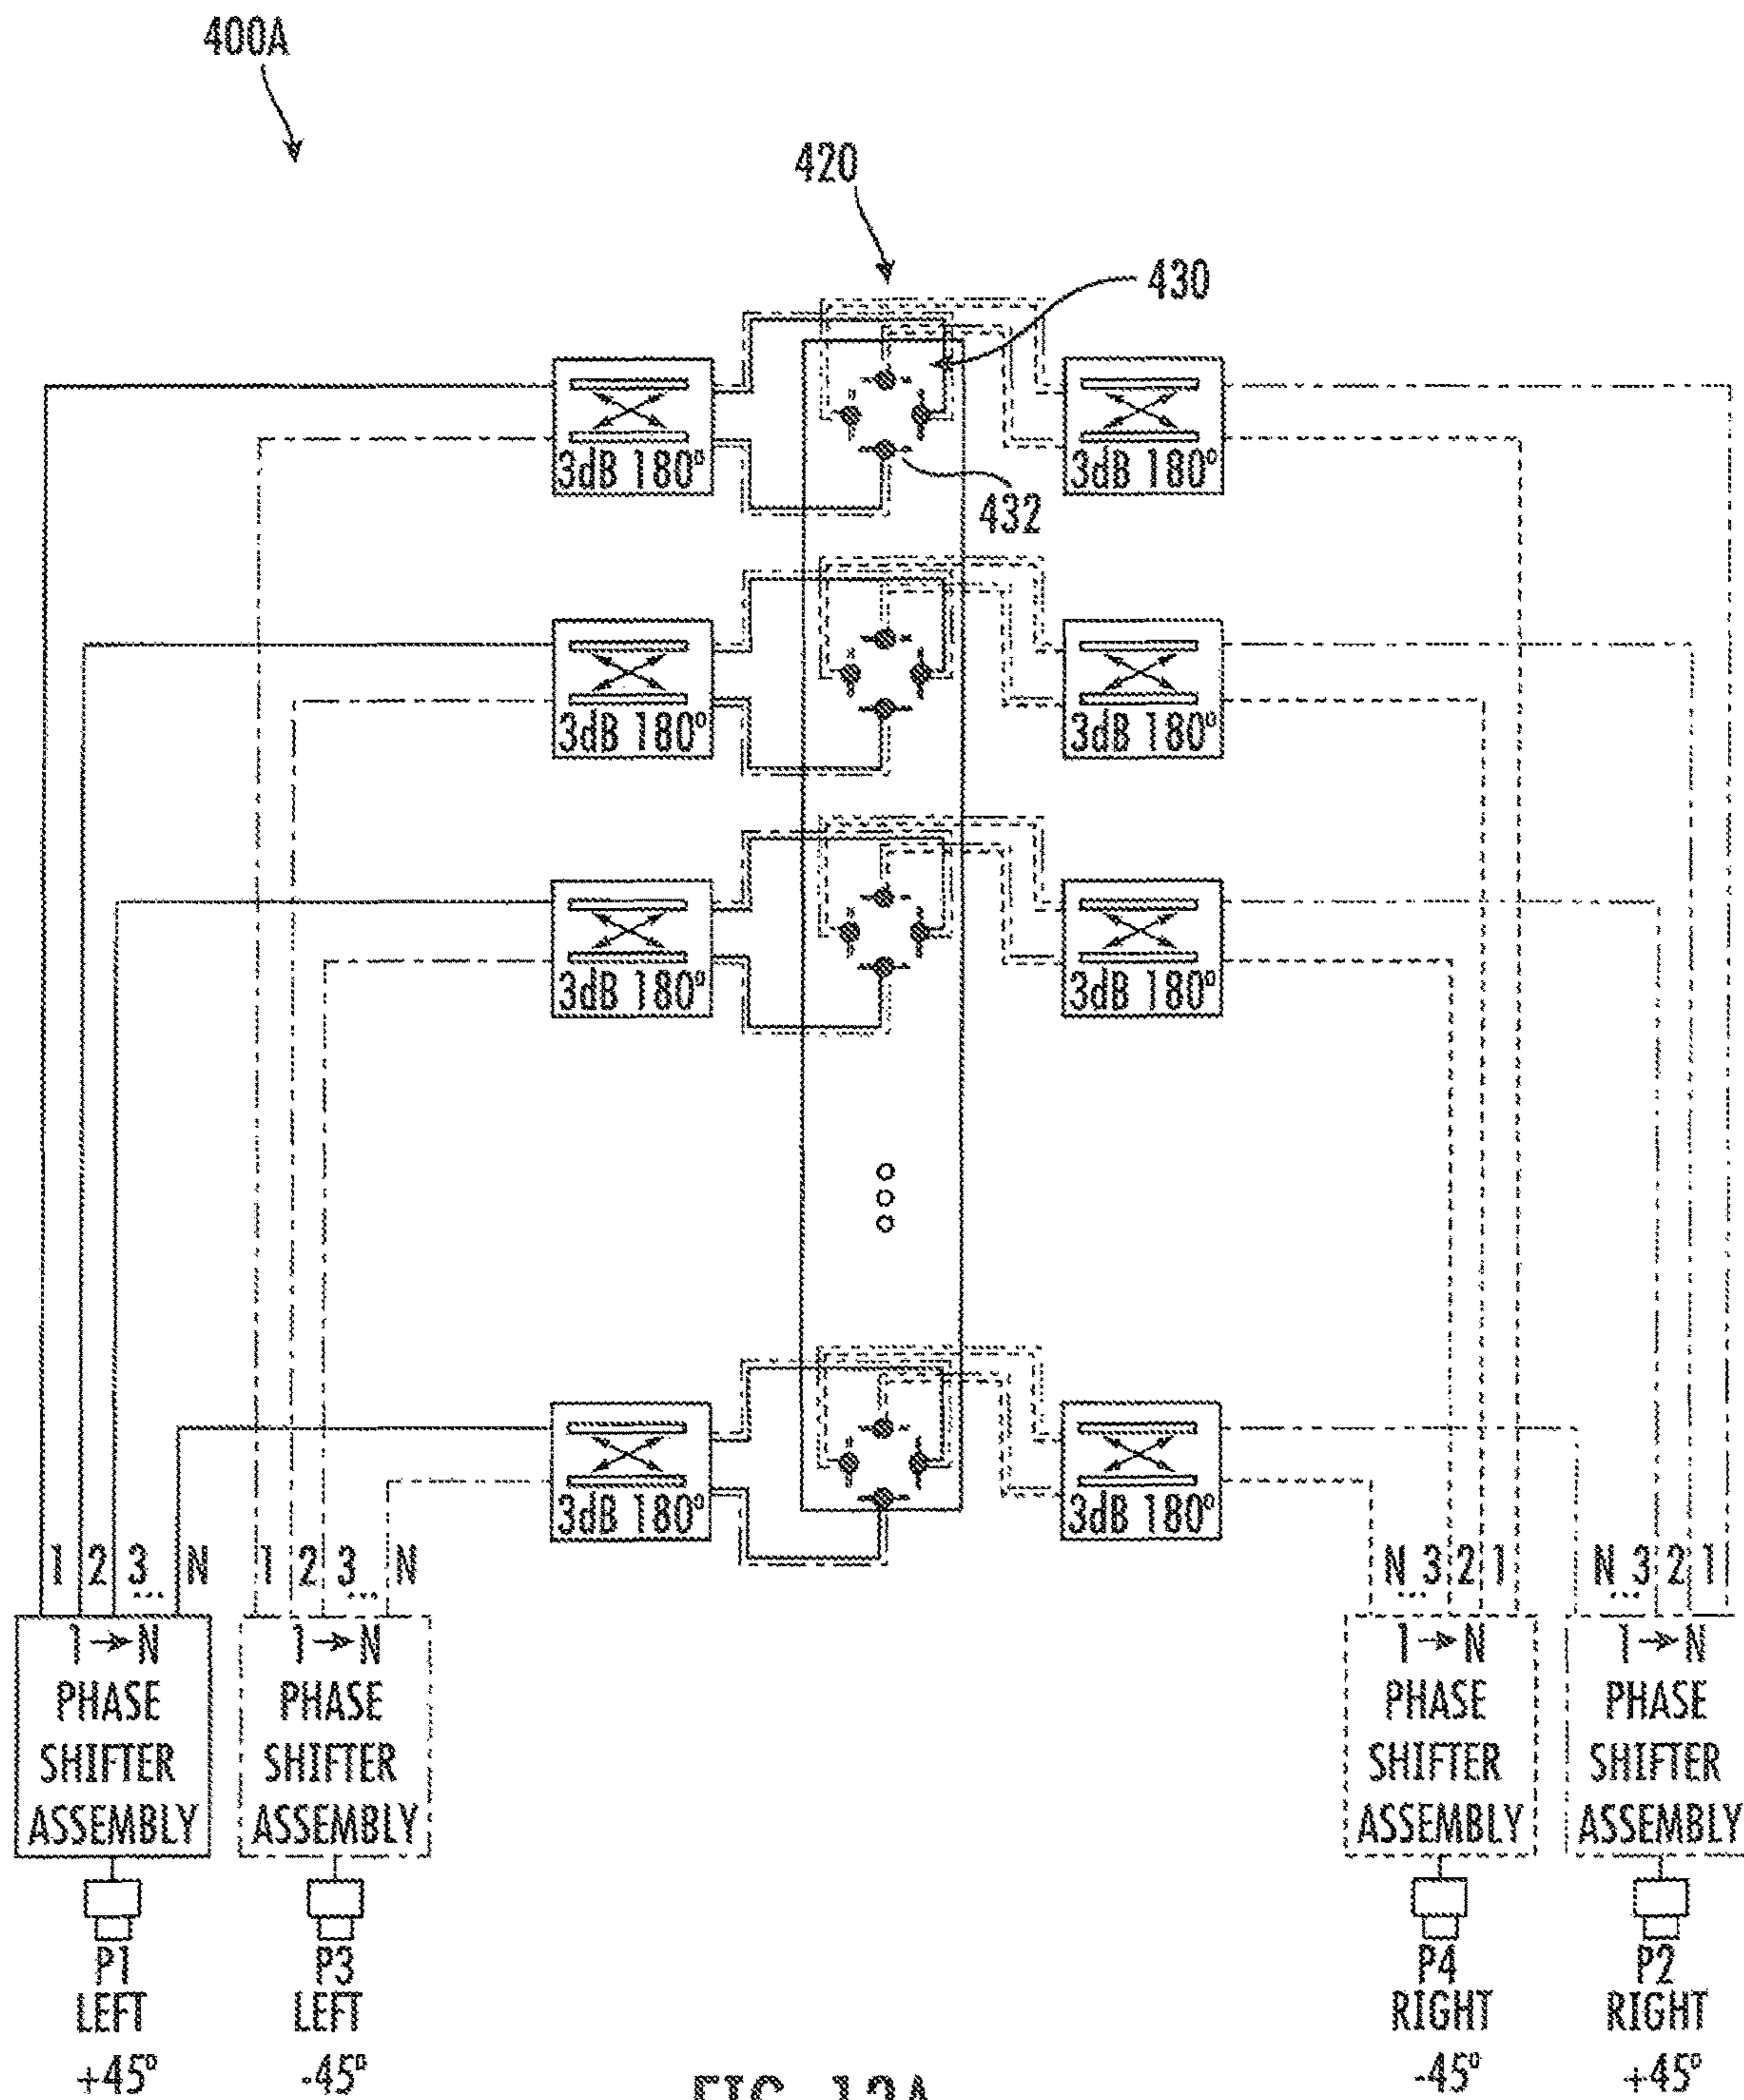 400A
420
430
3dB 180°
3dB 180°
432
3dB 180°
3dB 180°
3dB 180°
3dB 180°
3dB 180°
3dB 180°
1 2 3 ... N
1 2 3 ... N
N ... 3 2 1
N ... 3 2 1
1→N
PHASE
SHIFTER
ASSEMBLY
1→N
PHASE
SHIFTER
ASSEMBLY
1→N
PHASE
SHIFTER
ASSEMBLY
1→N
PHASE
SHIFTER
ASSEMBLY
P1
LEFT
+45°
P3
LEFT
-45°
P4
RIGHT
-45°
P2
RIGHT
+45°
FIG. 12A